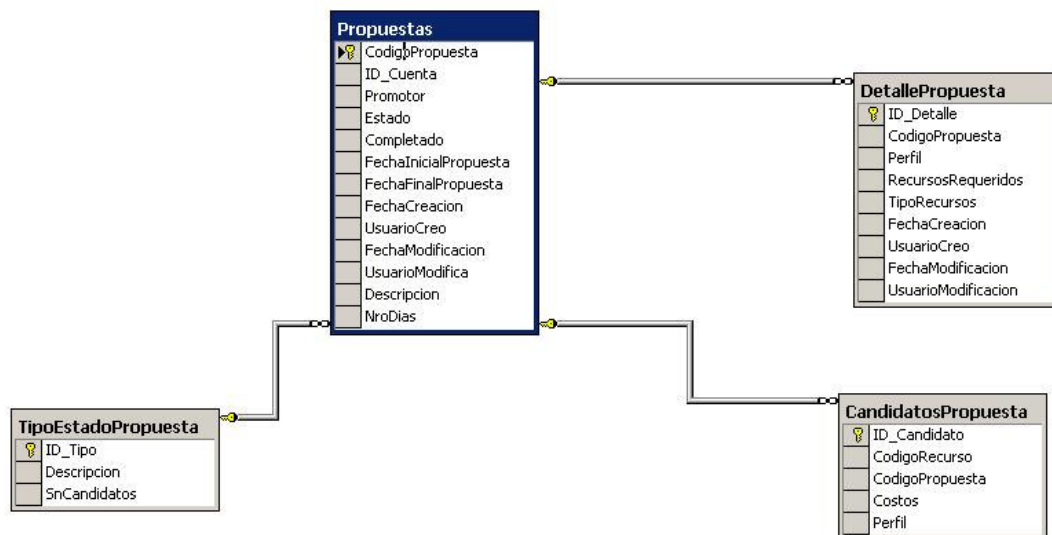 Propuestas
CodigoPropuesta
ID_Cuenta
Promotor
Estado
Completado
FechaInicialPropuesta
FechaFinalPropuesta
FechaCreacion
UsuarioCreo
FechaModificacion
UsuarioModifica
Descripcion
NroDias
DetallePropuesta
ID_Detalle
CodigoPropuesta
Perfil
RecursosRequeridos
TipoRecursos
FechaCreacion
UsuarioCreo
FechaModificacion
UsuarioModificacion
TipoEstadoPropuesta
ID_Tipo
Descripcion
SnCandidatos
CandidatosPropuesta
ID_Candidato
CodigoRecurso
CodigoPropuesta
Costos
Perfil